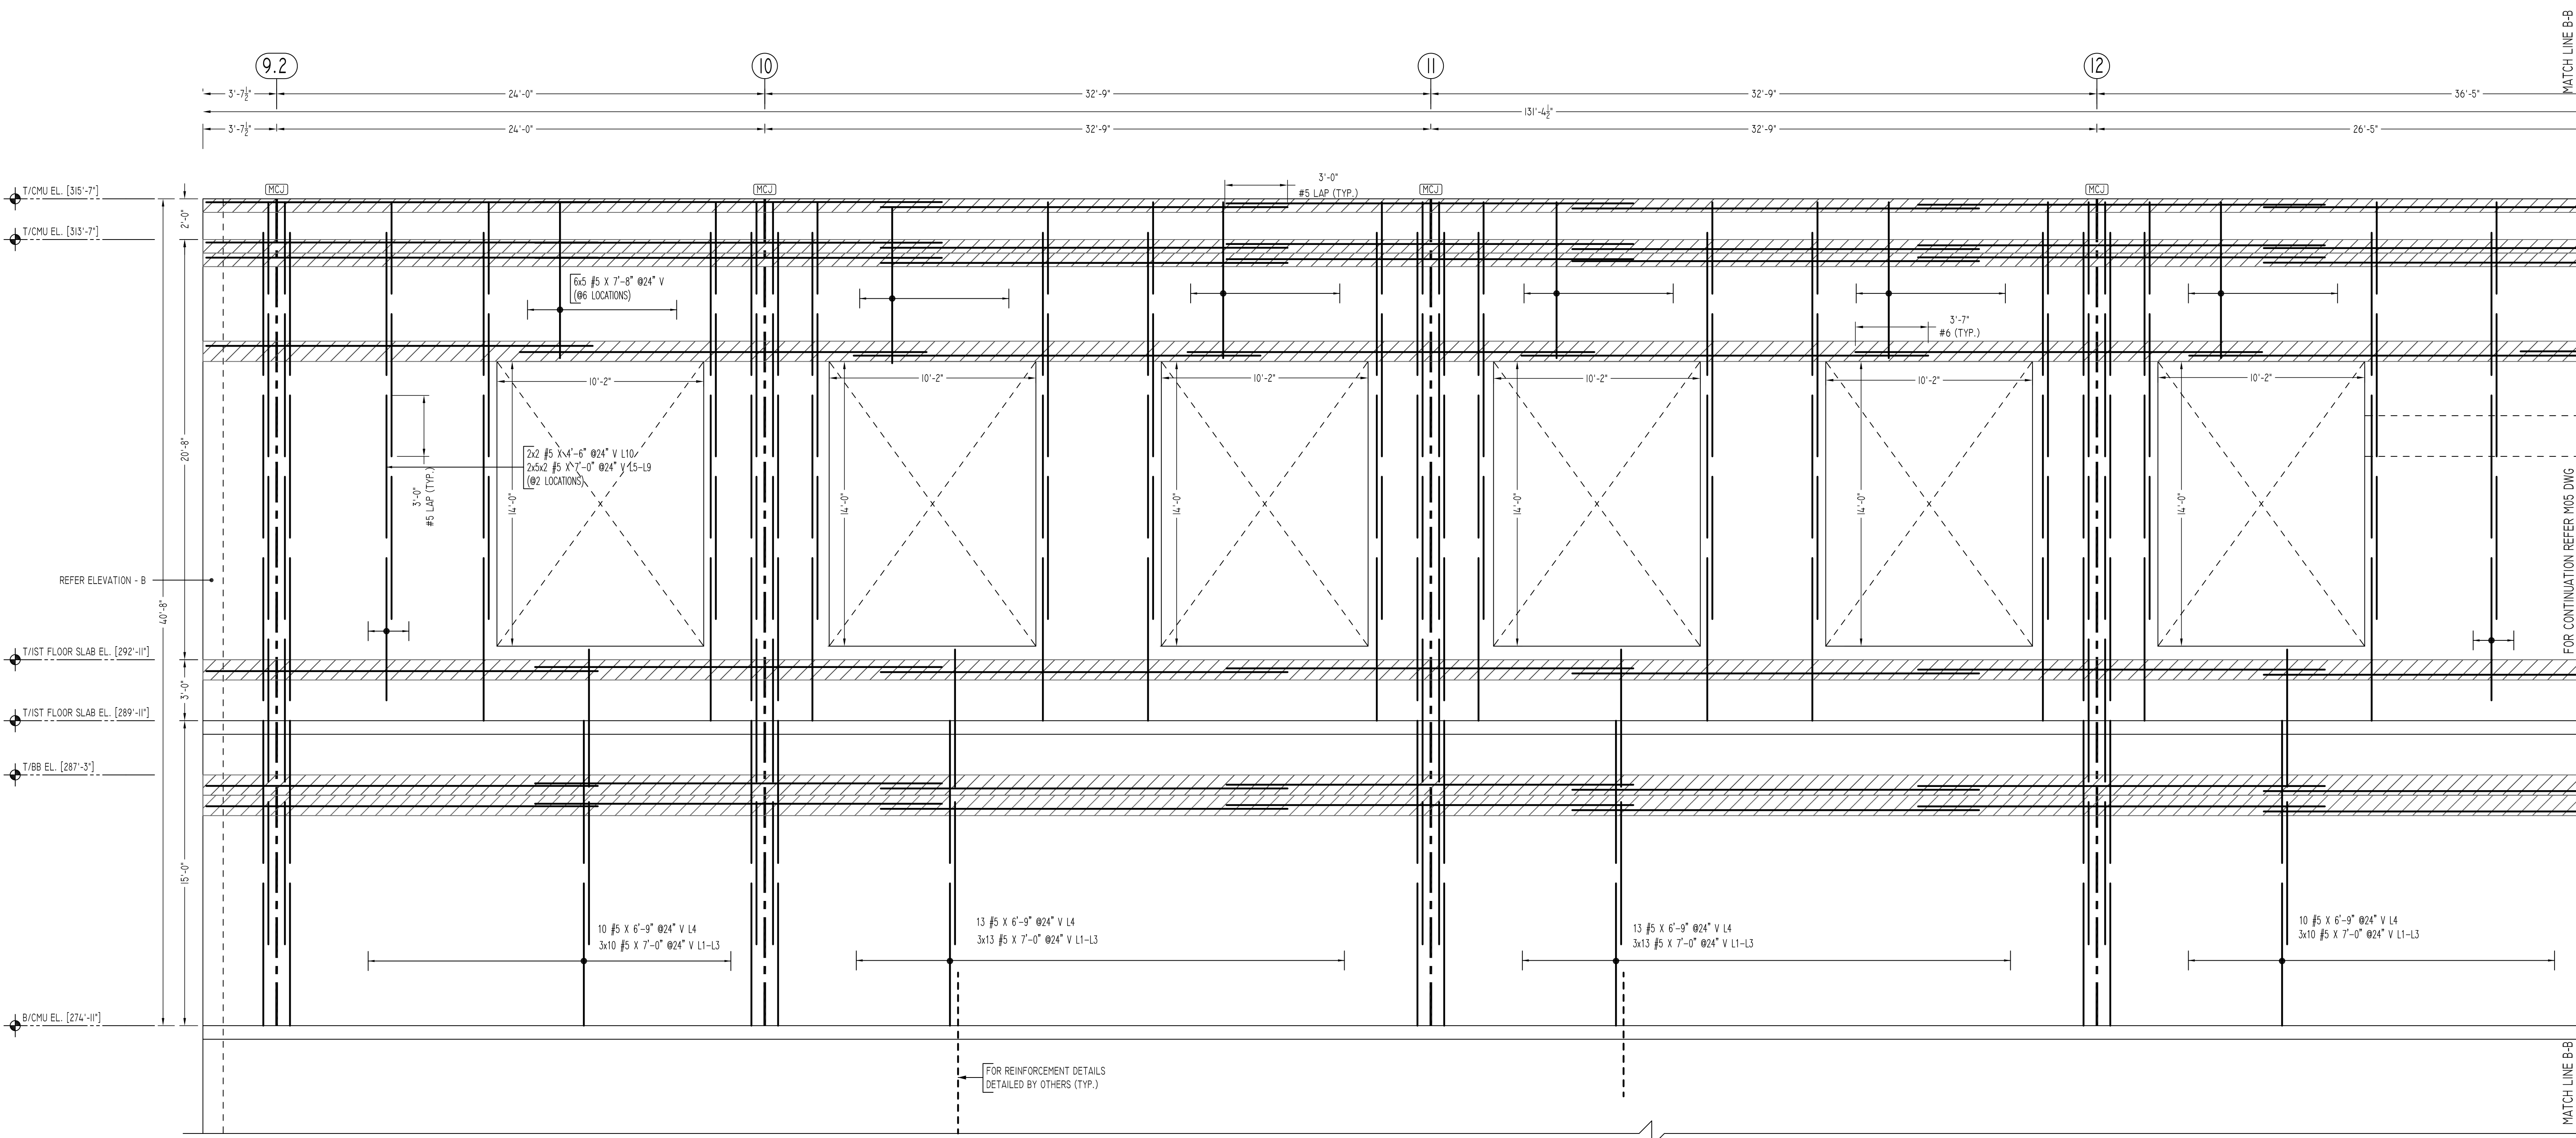 MATCH LINE B-B
9.2
10
11
12
3'-7½"
24'-0"
32'-9"
32'-9"
36'-5"
131'-4½"
3'-7½"
24'-0"
32'-9"
32'-9"
26'-5"
T/CMU EL. [315'-7"]
MCJ
MCJ
MCJ
MCJ
3'-0"
#5 LAP (TYP.)
2'-0"
T/CMU EL. [313'-7"]
6x5 #5 X 7'-8" @24" V
(@6 LOCATIONS)
3'-7"
#6 (TYP.)
10'-2"
10'-2"
10'-2"
10'-2"
10'-2"
10'-2"
20'-8"
3'-0"
#5 LAP (TYP.)
2x2 #5 X 4'-6" @24" V L10
2x5x2 #5 X 7'-0" @24" V L5-L9
(@2 LOCATIONS)
14'-0"
14'-0"
14'-0"
14'-0"
14'-0"
14'-0"
FOR CONTINUATION REFER M05 DWG
REFER ELEVATION - B
40'-8"
T/1ST FLOOR SLAB EL. [292'-11"]
3'-0"
T/1ST FLOOR SLAB EL. [289'-11"]
T/BB EL. [287'-3"]
15'-0"
10 #5 X 6'-9" @24" V L4
3x10 #5 X 7'-0" @24" V L1-L3
13 #5 X 6'-9" @24" V L4
3x13 #5 X 7'-0" @24" V L1-L3
13 #5 X 6'-9" @24" V L4
3x13 #5 X 7'-0" @24" V L1-L3
10 #5 X 6'-9" @24" V L4
3x10 #5 X 7'-0" @24" V L1-L3
B/CMU EL. [274'-11"]
FOR REINFORCEMENT DETAILS
DETAILED BY OTHERS (TYP.)
MATCH LINE B-B